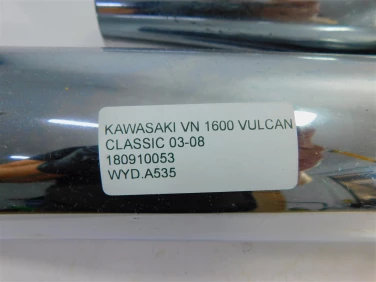 KAWASAKI VN 1600 VULCAN
CLASSIC 03-08
180910053
WYD.A535